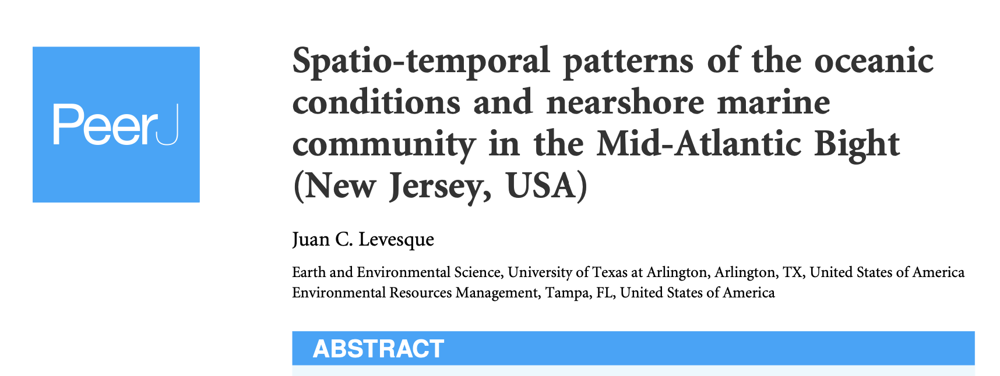 PeerJ
Spatio-temporal patterns of the oceanic
conditions and nearshore marine
community in the Mid-Atlantic Bight
(New Jersey, USA)
Juan C. Levesque
Earth and Environmental Science, University of Texas at Arlington, Arlington, TX, United States of America
Environmental Resources Management, Tampa, FL, United States of America
ABSTRACT